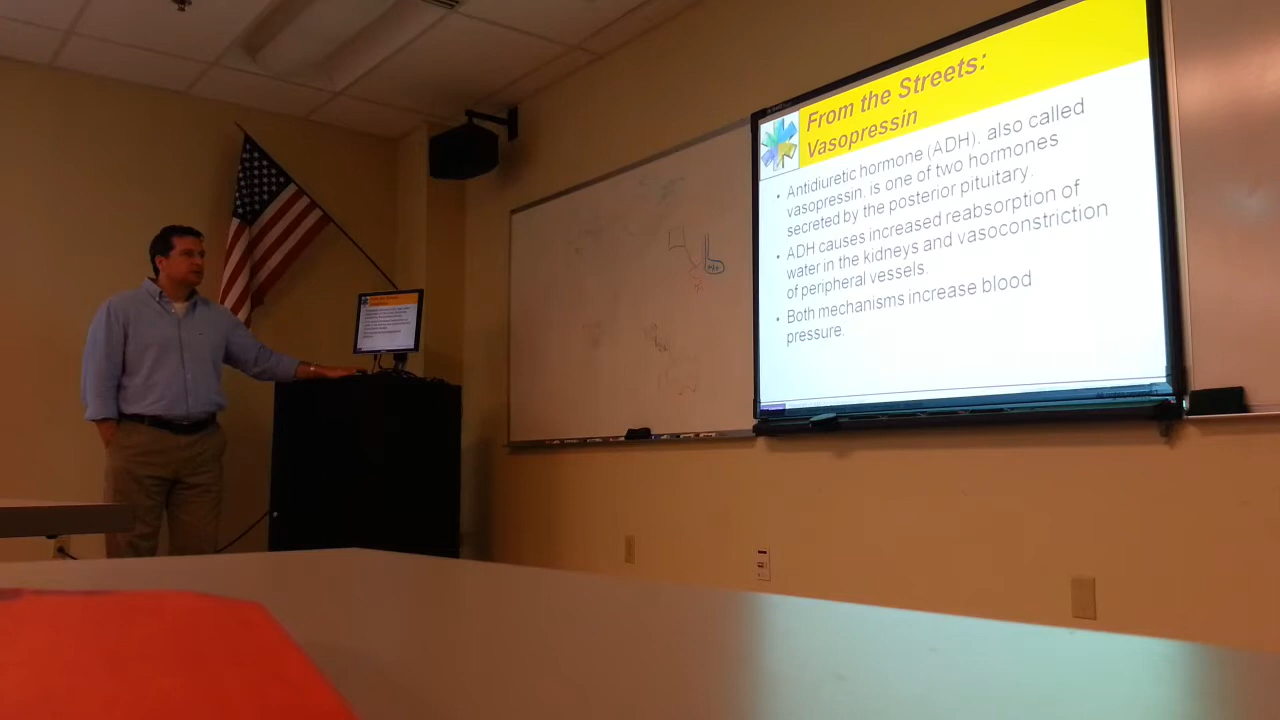 From the Streets:
Vasopressin
• Antidiuretic hormone (ADH), also called
vasopressin, is one of two hormones
secreted by the posterior pituitary.
• ADH causes increased reabsorption of
water in the kidneys and vasoconstriction
of peripheral vessels.
• Both mechanisms increase blood
pressure.